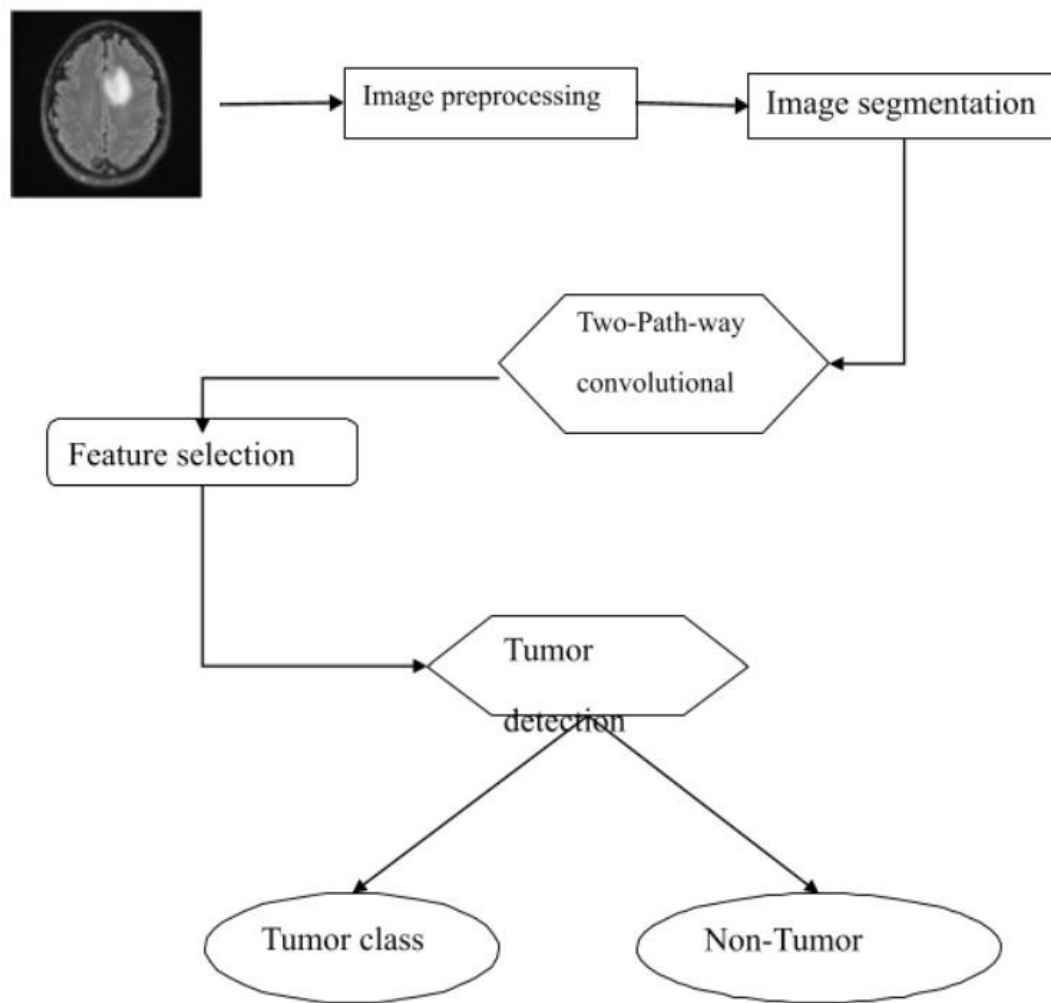 Image preprocessing
Image segmentation
Two-Path-way
convolutional
Feature selection
Tumor
detection
Tumor class
Non-Tumor